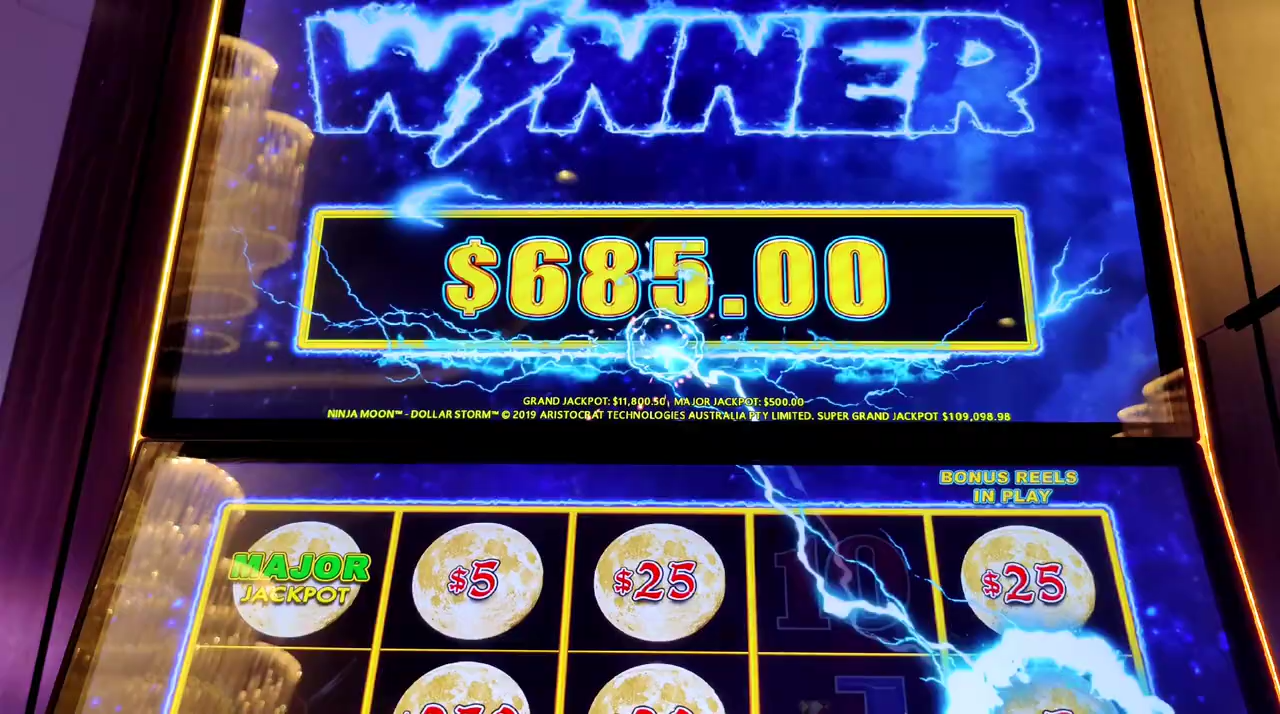 WINNER
$685.00
GRAND JACKPOT: $11,800.50, MAJOR JACKPOT: $500.00
NINJA MOON™ - DOLLAR STORM™ © 2019 ARISTOCRAT TECHNOLOGIES AUSTRALIA PTY LIMITED. SUPER GRAND JACKPOT $109,098.98
BONUS REELS
IN PLAY
MAJOR
JACKPOT
$5
$25
10
$25